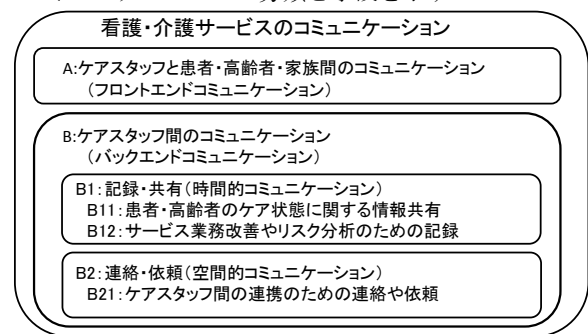 看護・介護サービスのコミュニケーション
A:ケアスタッフと患者・高齢者・家族間のコミュニケーション
(フロントエンドコミュニケーション)
B:ケアスタッフ間のコミュニケーション
(バックエンドコミュニケーション)
B1:記録・共有(時間的コミュニケーション)
B11:患者・高齢者のケア状態に関する情報共有
B12:サービス業務改善やリスク分析のための記録
B2:連絡・依頼(空間的コミュニケーション)
B21:ケアスタッフ間の連携のための連絡や依頼